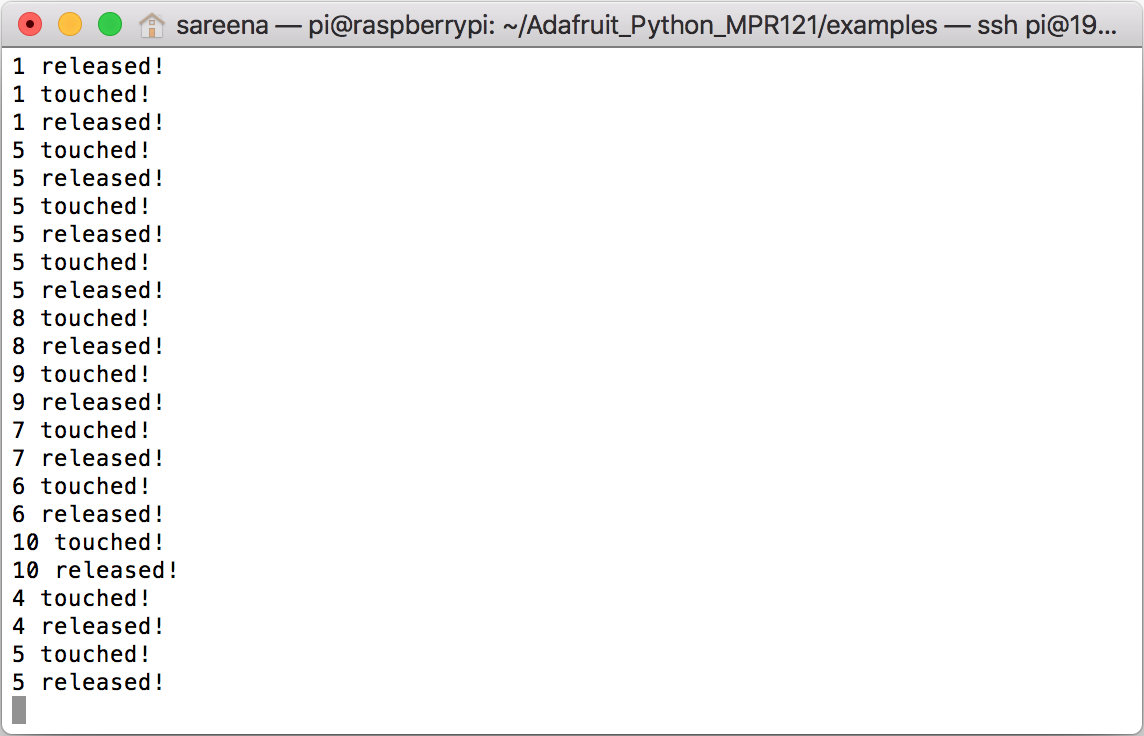 sareena — pi@raspberrypi: ~/Adafruit_Python_MPR121/examples — ssh pi@19...
1 released!
1 touched!
1 released!
5 touched!
5 released!
5 touched!
5 released!
5 touched!
5 released!
8 touched!
8 released!
9 touched!
9 released!
7 touched!
7 released!
6 touched!
6 released!
10 touched!
10 released!
4 touched!
4 released!
5 touched!
5 released!